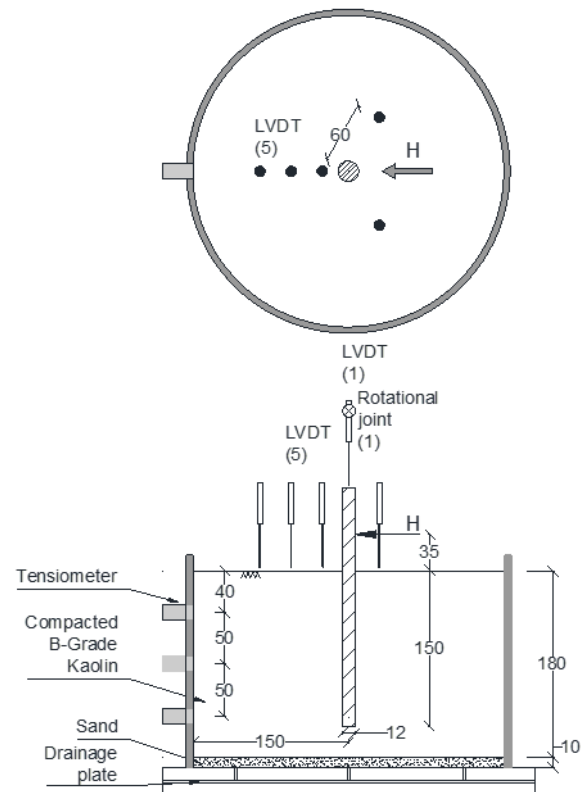 LVDT
(5)
60
H
LVDT
(1)
Rotational
joint
(1)
LVDT
(5)
H
35
Tensiometer
40
Compacted
B-Grade
Kaolin
50
50
150
180
Sand
150
12
10
Drainage
plate